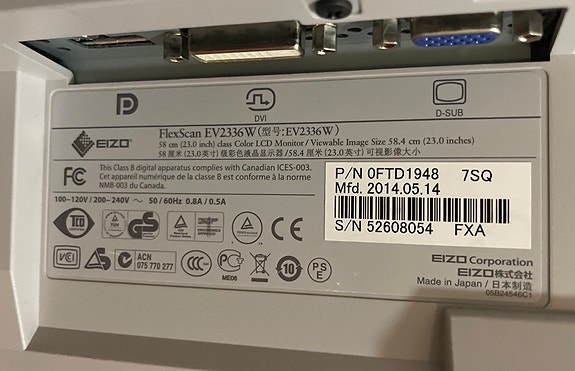 DVI
D-SUB
EIZO
FlexScan EV2336W(型号:EV2336W)
58 cm (23.0 inch) class Color LCD Monitor / Viewable Image Size 58.4 cm (23.0 inches)
58 厘米 (23.0英寸) 级彩色液晶显示器/58.4 厘米 (23.0英寸) 可视影像大小
FC
This Class B digital apparatus complies with Canadian ICES-003.
Cet appareil numérique de la classe B est conforme à la norme
NMB-003 du Canada.
100-120V / 200-240V ~ 50 / 60Hz 0.8A / 0.5A
P/N 0FTD1948 7SQ
Mfd. 2014.05.14
S/N 52608054 FXA
TCO
GS
CE
VCI
ACN
075 770 277
CCC
ME06
10
PS
E
EIZO Corporation
EIZO株式会社
Made in Japan / 日本制造
05B24546C1